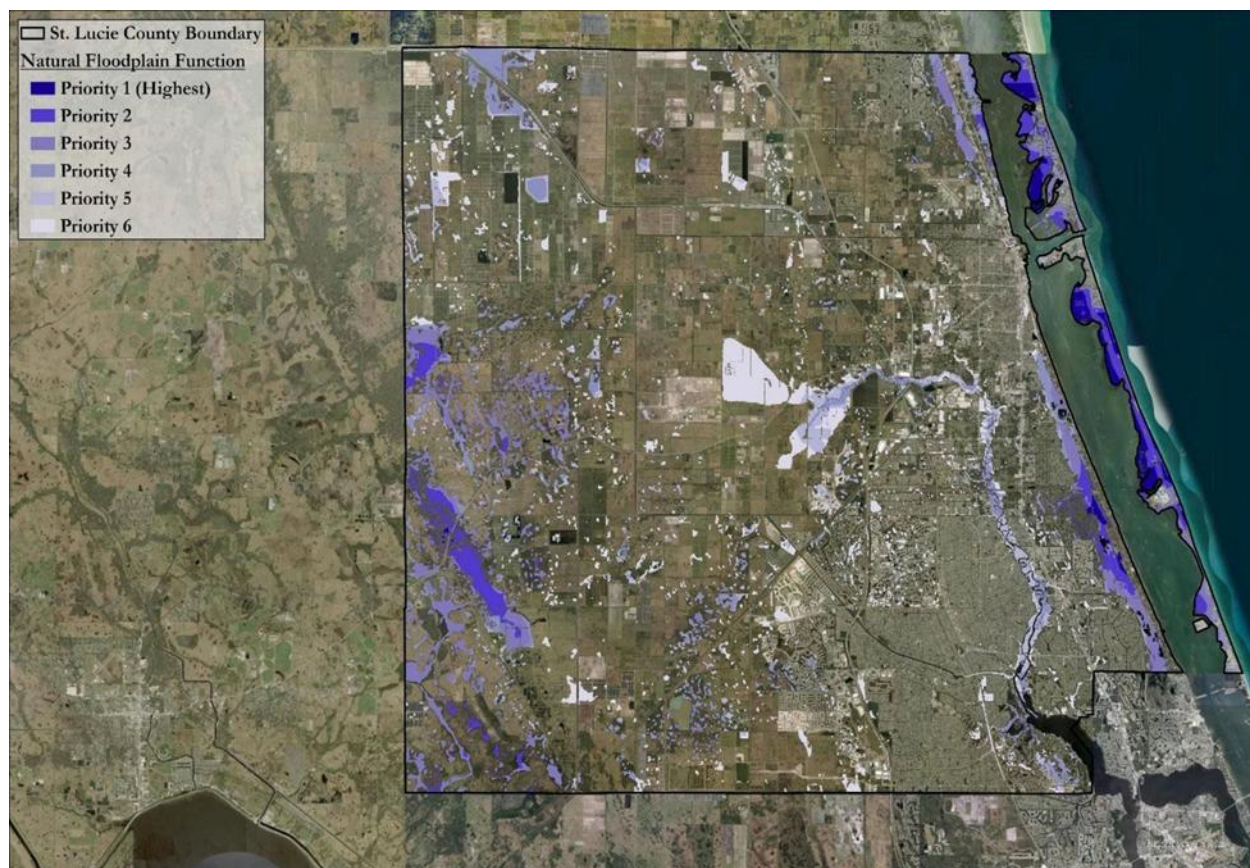 St. Lucie County Boundary
Natural Floodplain Function
Priority 1 (Highest)
Priority 2
Priority 3
Priority 4
Priority 5
Priority 6